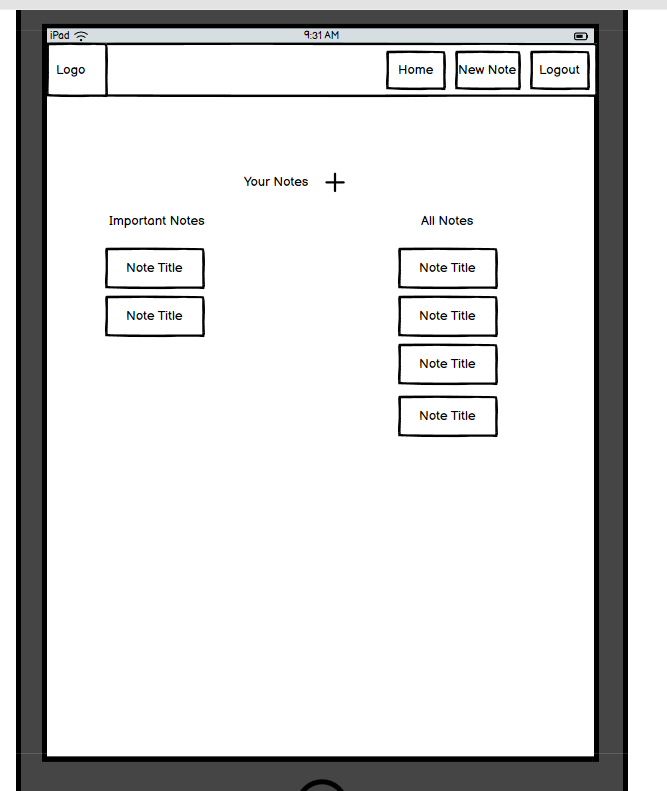 iPad 9:31 AM
Logo Home New Note Logout
Your Notes +
Important Notes All Notes
Note Title Note Title
Note Title Note Title
Note Title
Note Title